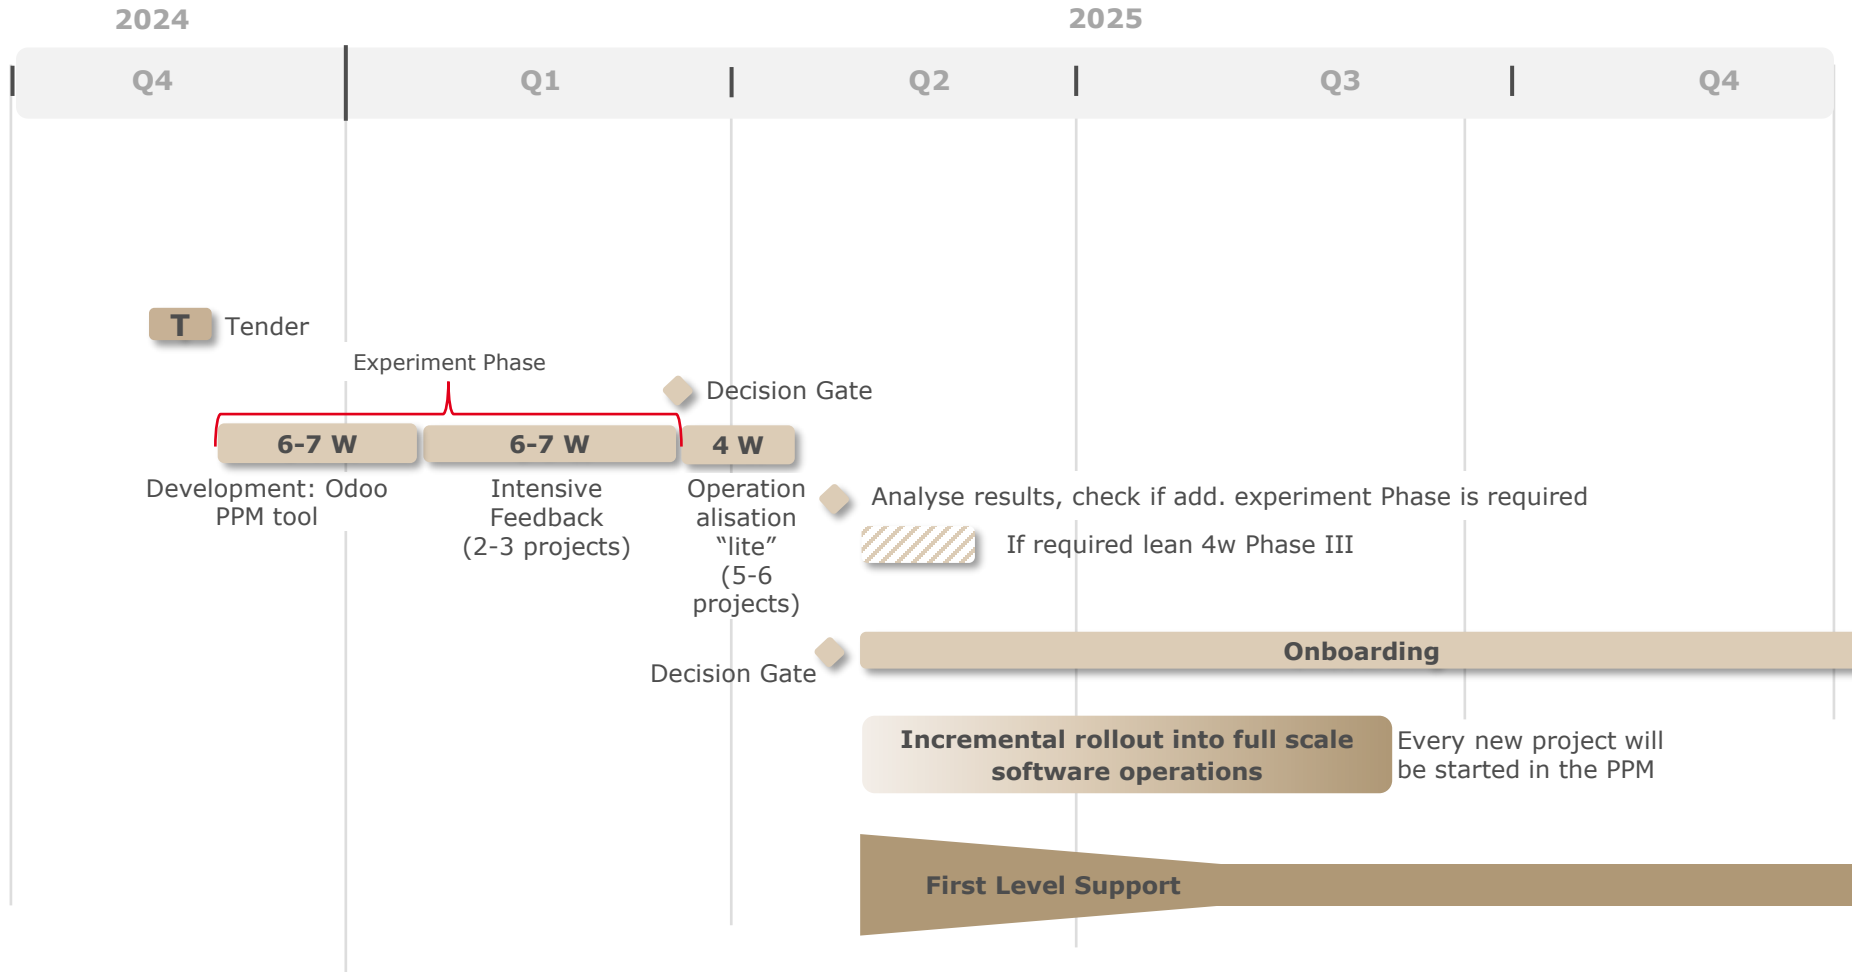 2024
2025
Q4
Q1
Q2
Q3
Q4
T
Tender
Experiment Phase
Decision Gate
6-7 W
6-7 W
4 W
Development: Odoo
PPM tool
Intensive
Feedback
(2-3 projects)
Operation
alisation
“lite”
(5-6
projects)
Analyse results, check if add. experiment Phase is required
If required lean 4w Phase III
Decision Gate
Onboarding
Incremental rollout into full scale
software operations
Every new project will
be started in the PPM
First Level Support